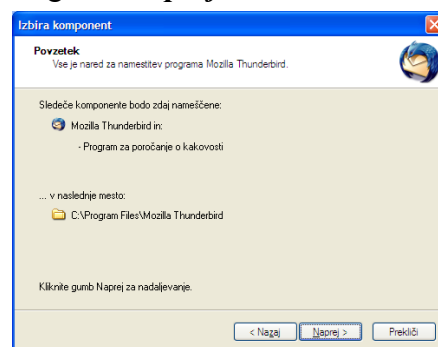 Izbira komponent
Povzetek
Vse je nared za namestitev programa Mozilla Thunderbird.
Sledeče komponente bodo zdaj nameščene:
Mozilla Thunderbird in:
- Program za poročanje o kakovosti
... v naslednje mesto:
C:\Program Files\Mozilla Thunderbird
Kliknite gumb Naprej za nadaljevanje.
< Nazaj Naprej > Prekliči